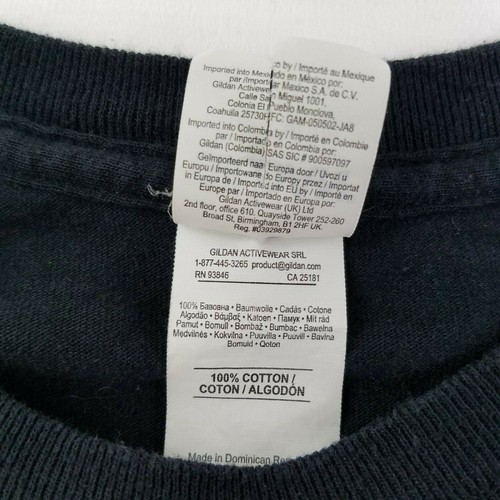 Imported into Mexico by / Importé au Mexique
par /Importado en México por:
Gildan Activewear Mexico S.A. de C.V.
Calle San Miguel 1001,
Colonia El Pueblo Monclova,
Coahuila 25730 RFC: GAM-050502-JA8
Imported into Colombia by / Importé en Colombie
par / Importado en Colombia por:
Gildan (Colombia) SAS SIC # 900597097
Geïmporteerd naar Europa door / Uvozi u
Europu / Importowane do Europy przez / Importat
in Europa de / Imported into EU by / Importé en
Europe par / Importado en Europa por:
Gildan Activewear (UK) Ltd
2nd floor, office 610, Quayside Tower 252-260
Broad St, Birmingham, B1 2HF UK.
Reg. #03929879
GILDAN ACTIVEWEAR SRL
1-877-445-3265 product@gildan.com
RN 93846 CA 25181
100% Бавовна • Baumwolle • Cadás • Cotone
Algodão • Βάμβαξ • Katoen • Памук • Mit rád
Pamut • Bomull • Bombaž • Bumbac • Bawełna
Medvilnės • Kokvilna • Puuvilla • Puuvill • Bavlna
Bomuld • Qoton
100% COTTON /
COTON / ALGODÓN
Made in Dominican Re